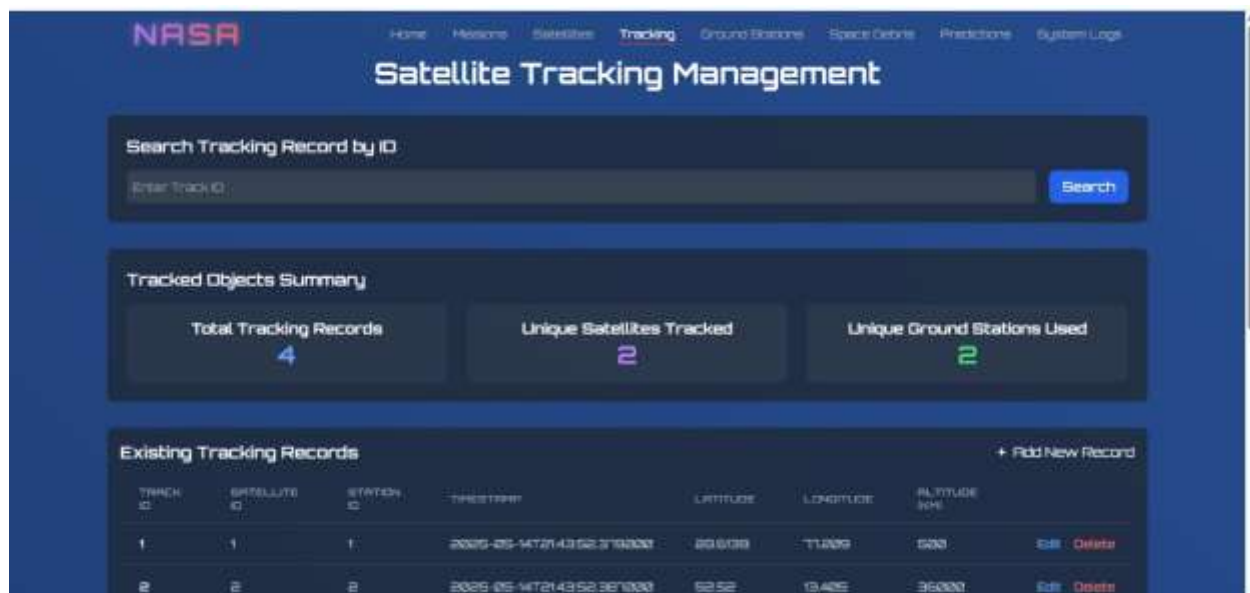 NASA
Home Missions Satellites Tracking Ground Stations Space Debris Predictions System Logs
Satellite Tracking Management
Search Tracking Record by ID
Enter Track ID
Search
Tracked Objects Summary
Total Tracking Records
4
Unique Satellites Tracked
2
Unique Ground Stations Used
2
Existing Tracking Records
+ Add New Record
TRACK ID SATELLITE ID STATION ID TIMESTAMP LATITUDE LONGITUDE ALTITUDE (KM)
1 1 1 77.209 500 Edit Delete
2 2 2 52.52 13.405 36000 Edit Delete